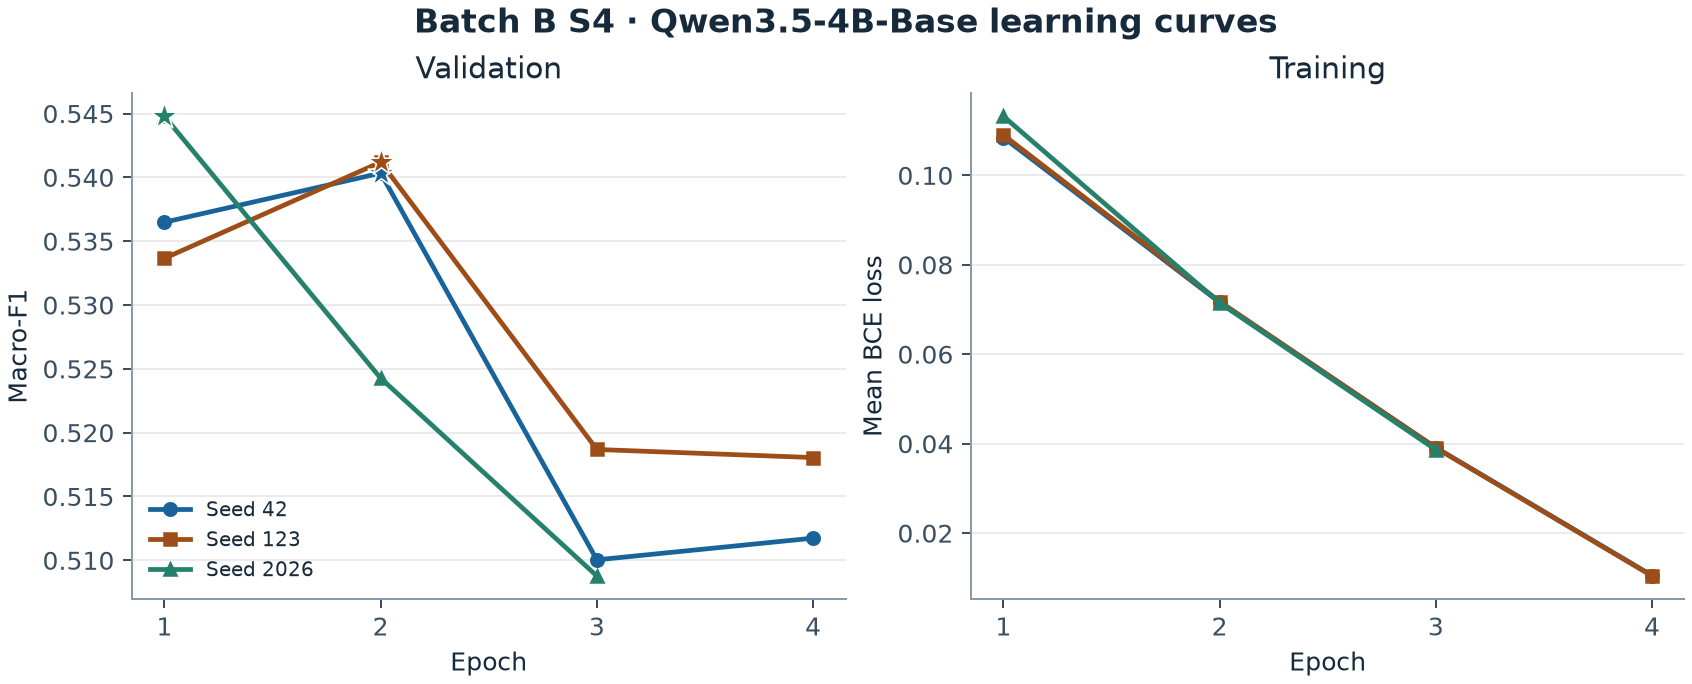 Batch B S4 · Qwen3.5-4B-Base learning curves
Validation
Macro-F1
0.545
0.540
0.535
0.530
0.525
0.520
0.515
0.510
Seed 42
Seed 123
Seed 2026
1 2 3 4
Epoch
Training
Mean BCE loss
0.10
0.08
0.06
0.04
0.02
1 2 3 4
Epoch